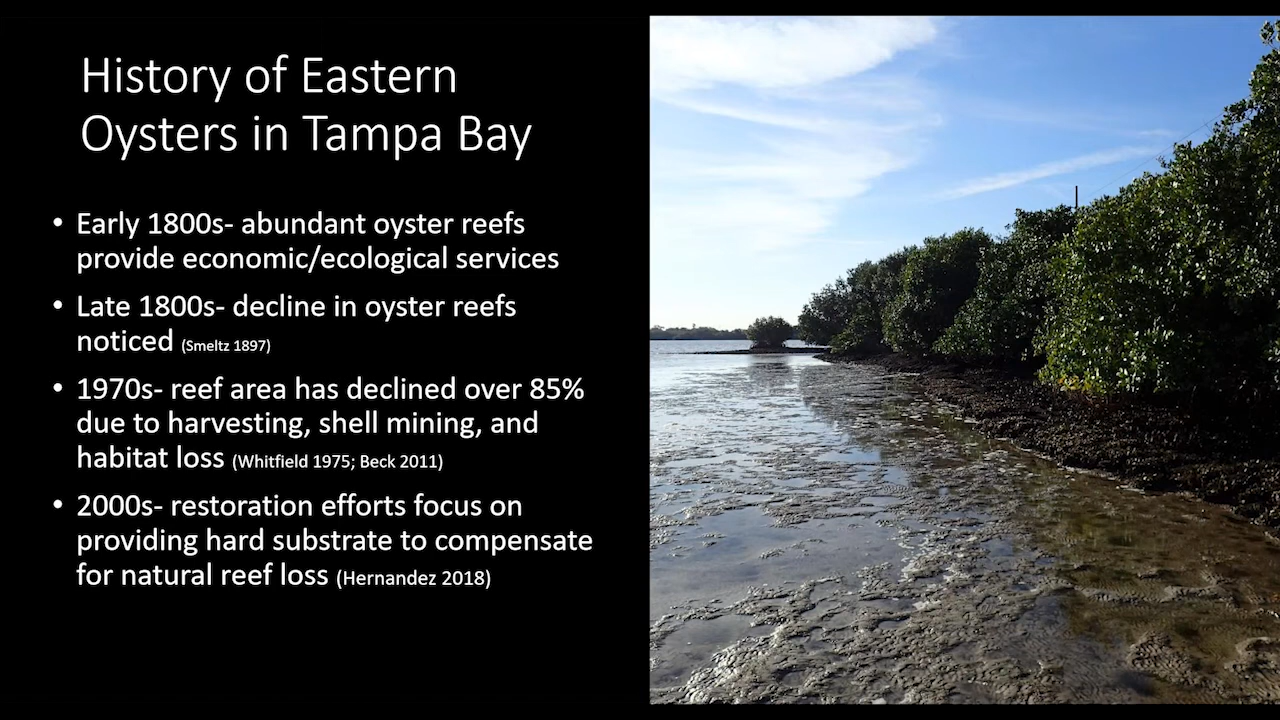 History of Eastern
Oysters in Tampa Bay
• Early 1800s- abundant oyster reefs
provide economic/ecological services
• Late 1800s- decline in oyster reefs
noticed (Smeltz 1897)
• 1970s- reef area has declined over 85%
due to harvesting, shell mining, and
habitat loss (Whitfield 1975; Beck 2011)
• 2000s- restoration efforts focus on
providing hard substrate to compensate
for natural reef loss (Hernandez 2018)